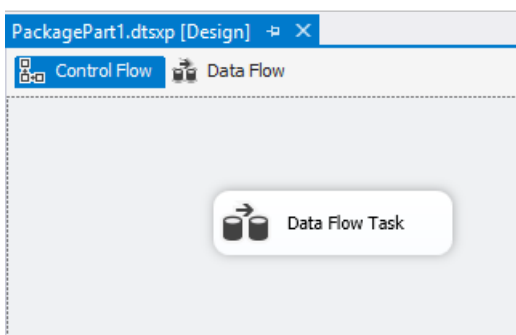 PackagePart1.dtsxp [Design]
Control Flow Data Flow
Data Flow Task